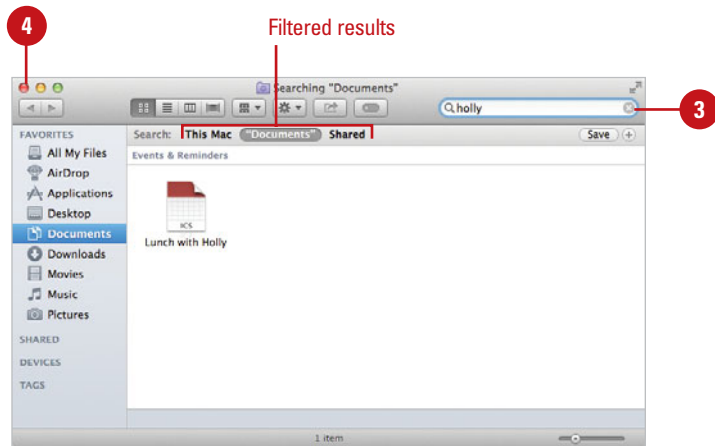 4
Filtered results
Searching "Documents"
holly
3
FAVORITES
Search: This Mac "Documents" Shared Save
All My Files
Events & Reminders
AirDrop
Applications
Desktop
ICS
Documents
Lunch with Holly
Downloads
Movies
Music
Pictures
SHARED
DEVICES
TAGS
1 item